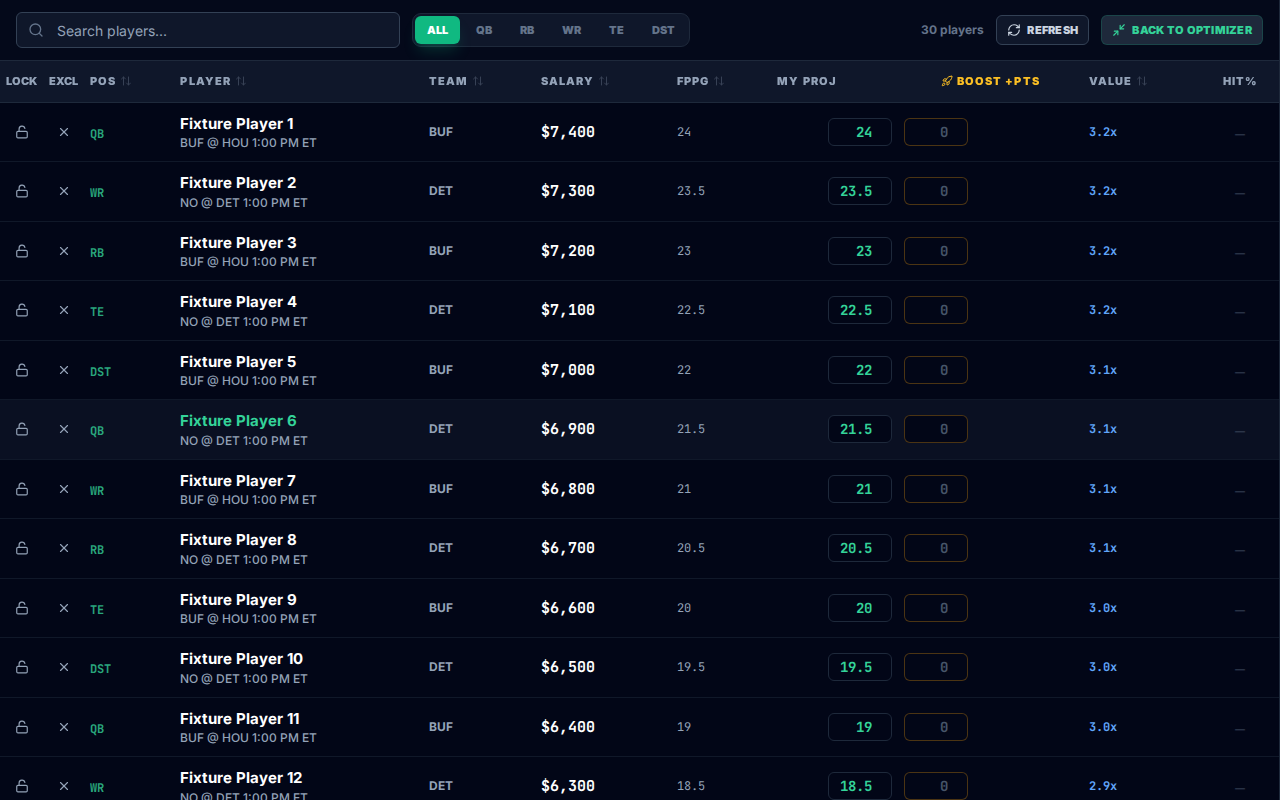 Search players...
ALL QB RB WR TE DST
30 players REFRESH BACK TO OPTIMIZER
LOCK EXCL POS PLAYER TEAM SALARY FPPG MY PROJ BOOST +PTS VALUE HIT%
QB Fixture Player 1 BUF $7,400 24 24 0 3.2x —
BUF @ HOU 1:00 PM ET
WR Fixture Player 2 DET $7,300 23.5 23.5 0 3.2x —
NO @ DET 1:00 PM ET
RB Fixture Player 3 BUF $7,200 23 23 0 3.2x —
BUF @ HOU 1:00 PM ET
TE Fixture Player 4 DET $7,100 22.5 22.5 0 3.2x —
NO @ DET 1:00 PM ET
DST Fixture Player 5 BUF $7,000 22 22 0 3.1x —
BUF @ HOU 1:00 PM ET
QB Fixture Player 6 DET $6,900 21.5 21.5 0 3.1x —
NO @ DET 1:00 PM ET
WR Fixture Player 7 BUF $6,800 21 21 0 3.1x —
BUF @ HOU 1:00 PM ET
RB Fixture Player 8 DET $6,700 20.5 20.5 0 3.1x —
NO @ DET 1:00 PM ET
TE Fixture Player 9 BUF $6,600 20 20 0 3.0x —
BUF @ HOU 1:00 PM ET
DST Fixture Player 10 DET $6,500 19.5 19.5 0 3.0x —
NO @ DET 1:00 PM ET
QB Fixture Player 11 BUF $6,400 19 19 0 3.0x —
BUF @ HOU 1:00 PM ET
WR Fixture Player 12 DET $6,300 18.5 18.5 0 2.9x —
NO @ DET 1:00 PM ET